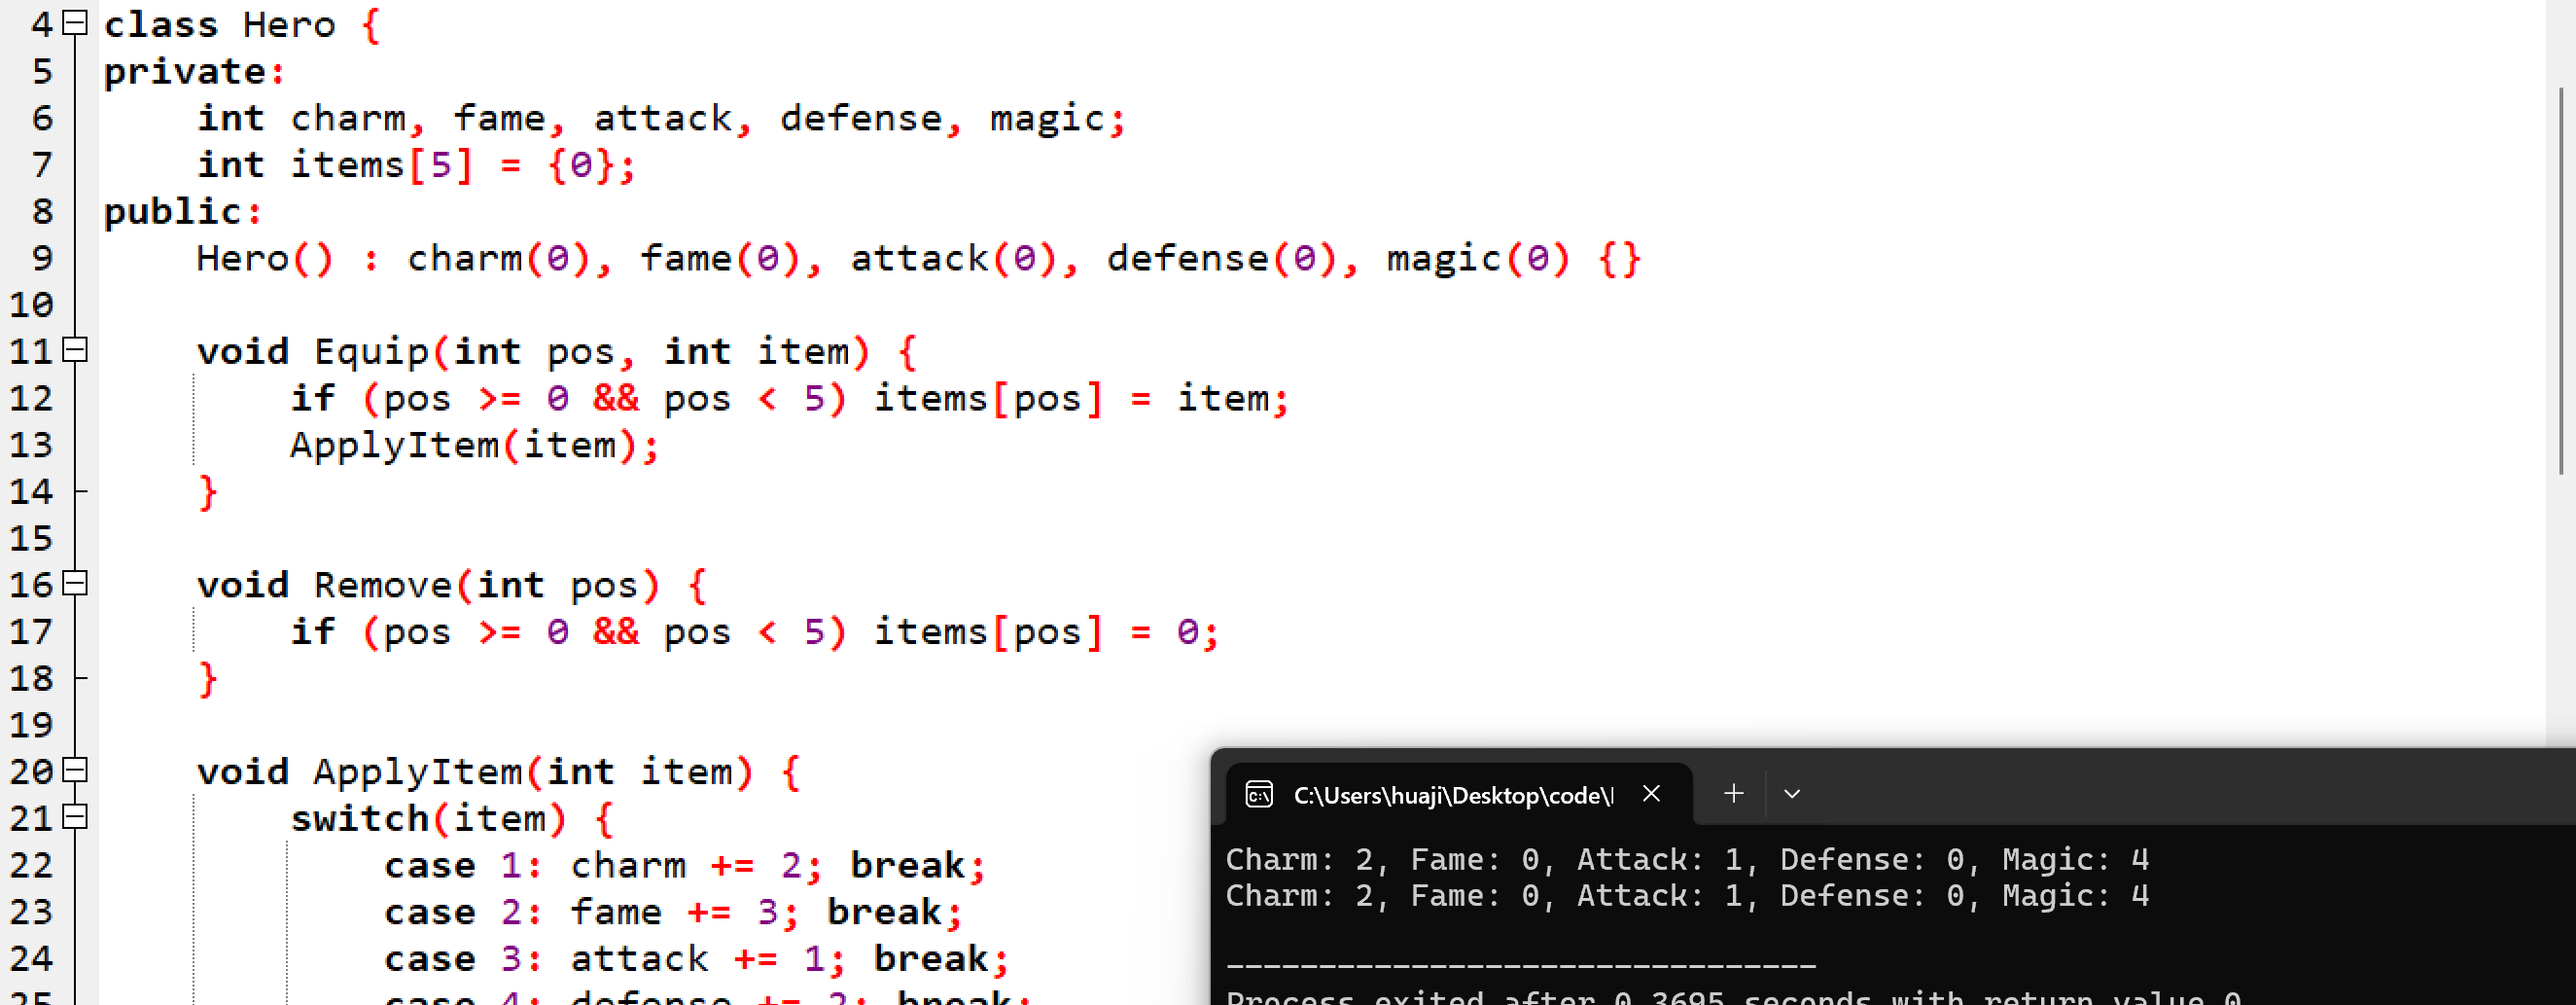 4 class Hero {
5 private:
6 int charm, fame, attack, defense, magic;
7 int items[5] = {0};
8 public:
9 Hero() : charm(0), fame(0), attack(0), defense(0), magic(0) {}
10
11 void Equip(int pos, int item) {
12 if (pos >= 0 && pos < 5) items[pos] = item;
13 ApplyItem(item);
14 }
15
16 void Remove(int pos) {
17 if (pos >= 0 && pos < 5) items[pos] = 0;
18 }
19
20 void ApplyItem(int item) {
21 switch(item) {
22 case 1: charm += 2; break;
23 case 2: fame += 3; break;
24 case 3: attack += 1; break;
25 case 4: defense += 2; break;
C:\Users\huaji\Desktop\code\
Charm: 2, Fame: 0, Attack: 1, Defense: 0, Magic: 4
Charm: 2, Fame: 0, Attack: 1, Defense: 0, Magic: 4
--------------------------------
Process exited after 0.3695 seconds with return value 0